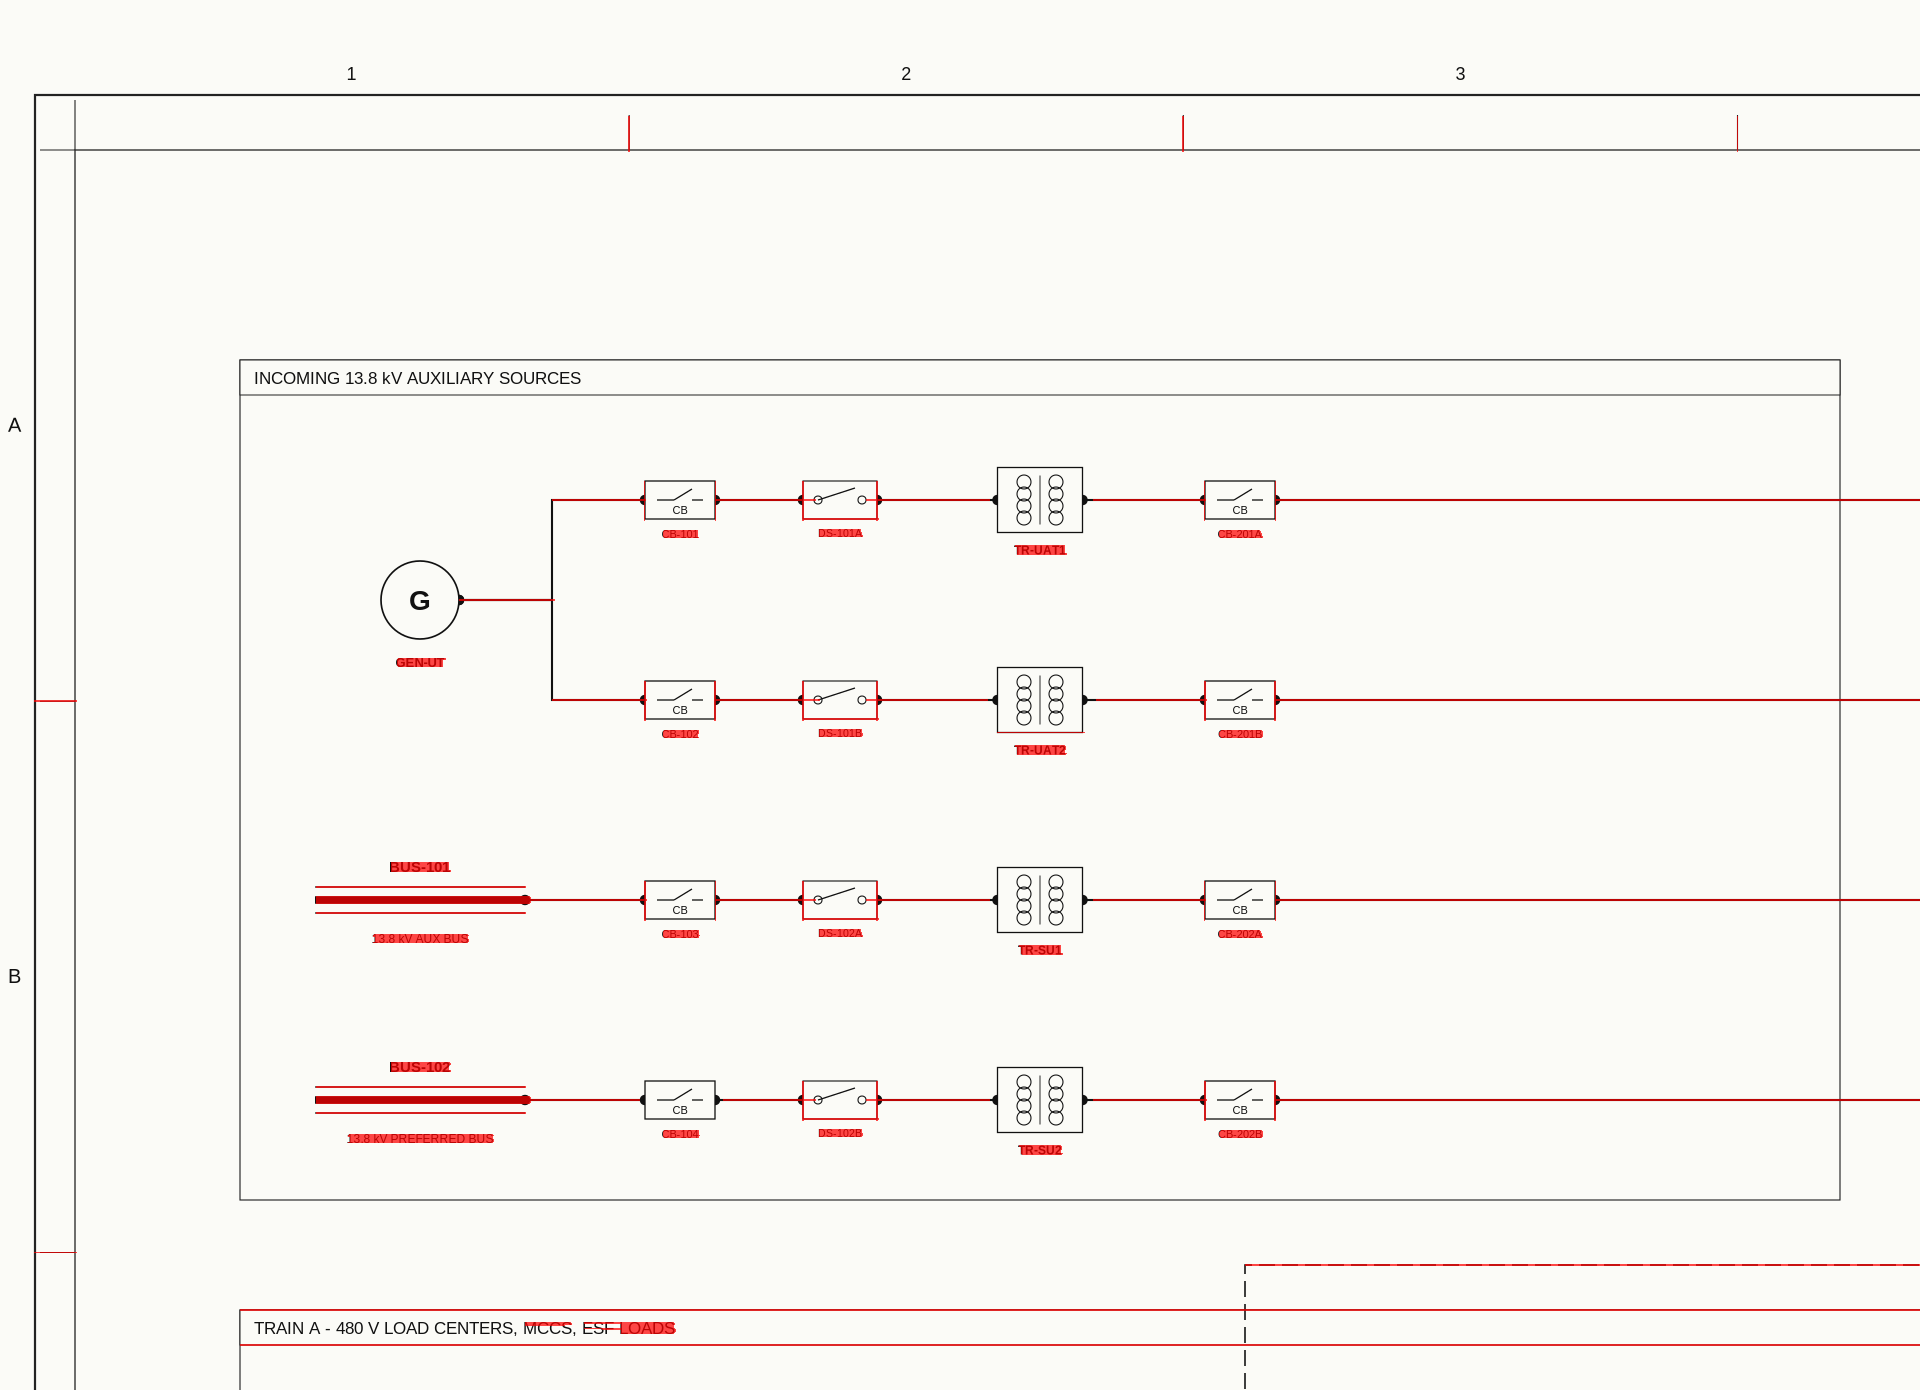 1 2 3
INCOMING 13.8 kV AUXILIARY SOURCES
A
CB CB
CB-101 DS-101A TR-UAT1 CB-201A
G
GEN-UT
CB CB
CB-102 DS-101B TR-UAT2 CB-201B
BUS-101
CB CB
13.8 kV AUX BUS CB-103 DS-102A TR-SU1 CB-202A
B
BUS-102
CB CB
13.8 kV PREFERRED BUS CB-104 DS-102B TR-SU2 CB-202B
TRAIN A - 480 V LOAD CENTERS, MCCS, ESF LOADS